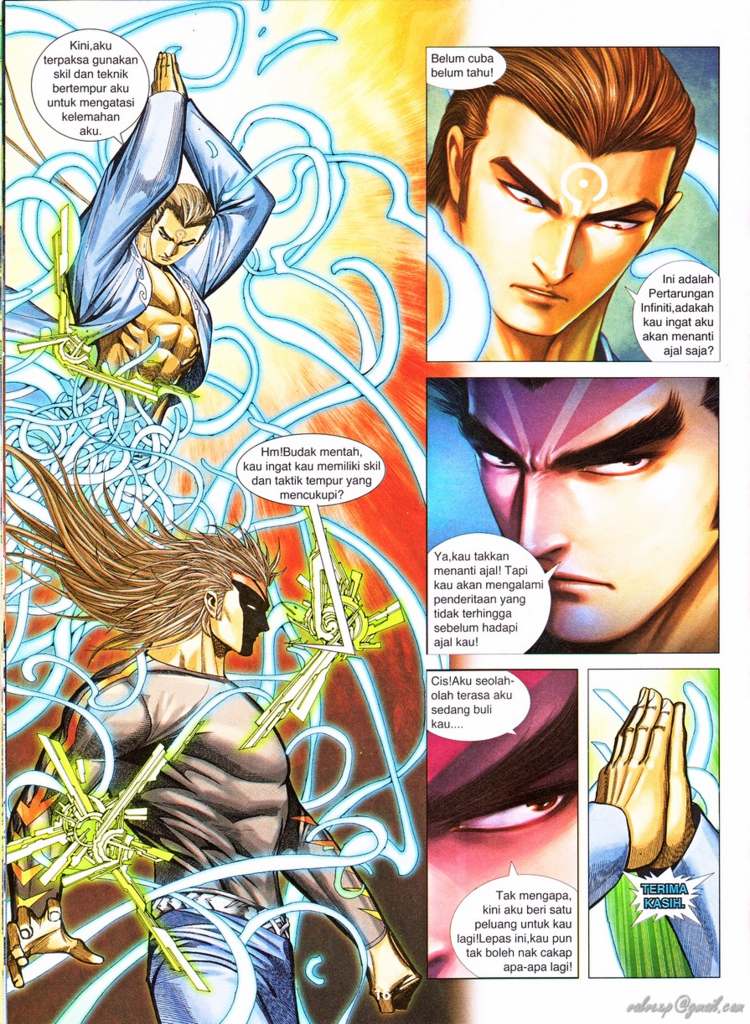 Kini,aku
terpaksa gunakan
skil dan teknik
bertempur aku
untuk mengatasi
kelemahan
aku.
Hm!Budak mentah,
kau ingat kau memiliki skil
dan taktik tempur yang
mencukupi?
Belum cuba
belum tahu!
Ini adalah
Pertarungan
Infiniti,adakah
kau ingat aku
akan menanti
ajal saja?
Ya,kau takkan
menanti ajal! Tapi
kau akan mengalami
penderitaan yang
tidak terhingga
sebelum hadapi
ajal kau!
Cis!Aku seolah-
olah terasa aku
sedang buli
kau....
Tak mengapa,
kini aku beri satu
peluang untuk kau
lagi!Lepas ini,kau pun
tak boleh nak cakap
apa-apa lagi!
TERIMA
KASIH.